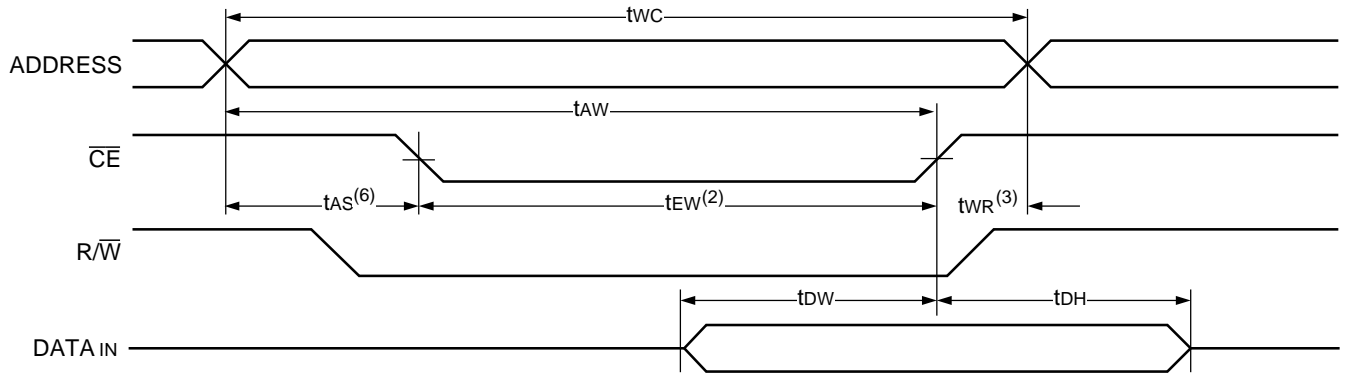 tWC
ADDRESS
tAW
CE
tAS(6)
tEW(2)
tWR(3)
R/W
tDW
tDH
DATA IN